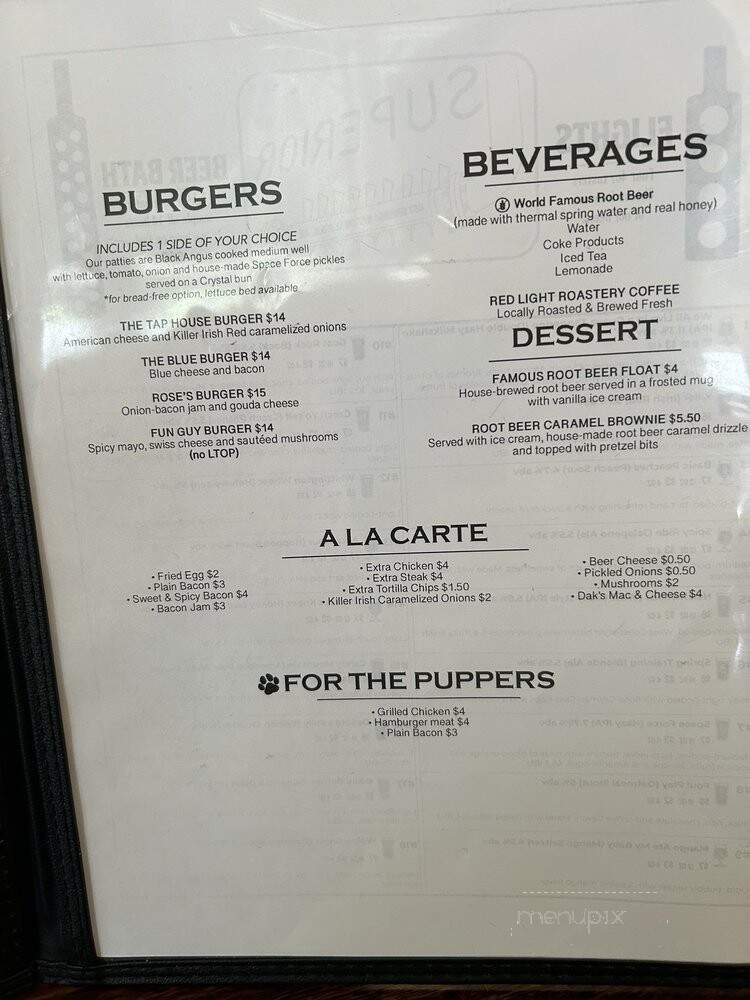 BURGERS
INCLUDES 1 SIDE OF YOUR CHOICE
Our patties are Black Angus cooked medium well
with lettuce, tomato, onion and house-made Space Force pickles
served on a Crystal bun
*for bread-free option, lettuce bed available
THE TAP HOUSE BURGER $14
American cheese and Killer Irish Red caramelized onions
THE BLUE BURGER $14
Blue cheese and bacon
ROSE'S BURGER $15
Onion-bacon jam and gouda cheese
FUN GUY BURGER $14
Spicy mayo, swiss cheese and sautéed mushrooms
(no LTOP)
BEVERAGES
World Famous Root Beer
(made with thermal spring water and real honey)
Water
Coke Products
Iced Tea
Lemonade
RED LIGHT ROASTERY COFFEE
Locally Roasted & Brewed Fresh
DESSERT
FAMOUS ROOT BEER FLOAT $4
House-brewed root beer served in a frosted mug
with vanilla ice cream
ROOT BEER CARAMEL BROWNIE $5.50
Served with ice cream, house-made root beer caramel drizzle
and topped with pretzel bits
A LA CARTE
• Fried Egg $2
• Plain Bacon $3
• Sweet & Spicy Bacon $4
• Bacon Jam $3
• Extra Chicken $4
• Extra Steak $4
• Extra Tortilla Chips $1.50
• Killer Irish Caramelized Onions $2
• Beer Cheese $0.50
• Pickled Onions $0.50
• Mushrooms $2
• Dak's Mac & Cheese $4
FOR THE PUPPERS
• Grilled Chicken $4
• Hamburger meat $4
• Plain Bacon $3
menupix